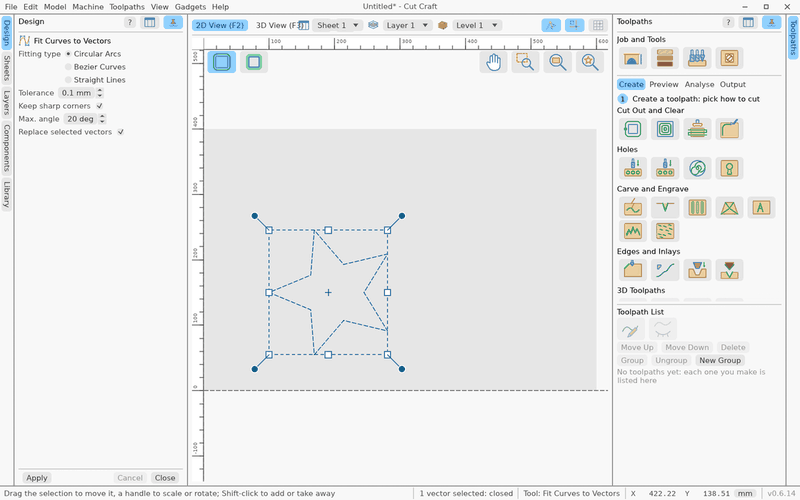 File Edit Model Machine Toolpaths View Gadgets Help
Untitled* - Cut Craft
Design ?
Fit Curves to Vectors
Fitting type Circular Arcs
Bezier Curves
Straight Lines
Tolerance 0.1 mm
Keep sharp corners
Max. angle 20 deg
Replace selected vectors
Apply Cancel Close
Design
Sheets
Layers
Components
Library
2D View (F2) 3D View (F3) Sheet 1 Layer 1 Level 1
100 200 300 400 500 600
500
400
300
200
100
0
-100
Toolpaths ?
Job and Tools
Create Preview Analyse Output
1 Create a toolpath: pick how to cut
Cut Out and Clear
Holes
Carve and Engrave
Edges and Inlays
3D Toolpaths
Toolpath List
Move Up Move Down Delete
Group Ungroup New Group
No toolpaths yet; each one you make is
listed here
Toolpaths
Drag the selection to move it, a handle to scale or rotate; Shift-click to add or take away
1 vector selected: closed
Tool: Fit Curves to Vectors
X 422.22 Y 138.51 mm v0.6.14